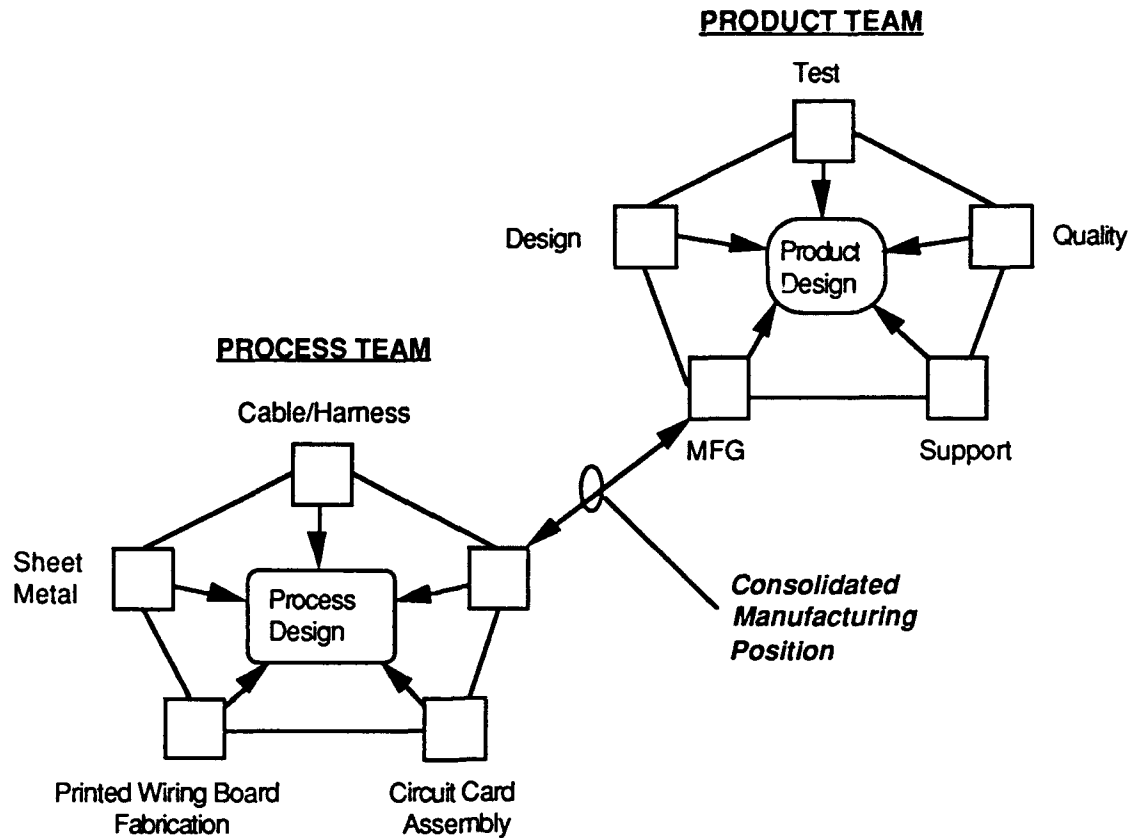 PRODUCT TEAM
Test
Design
Product
Design
Quality
MFG
Support
PROCESS TEAM
Cable/Harness
Sheet
Metal
Process
Design
Consolidated
Manufacturing
Position
Printed Wiring Board
Fabrication
Circuit Card
Assembly